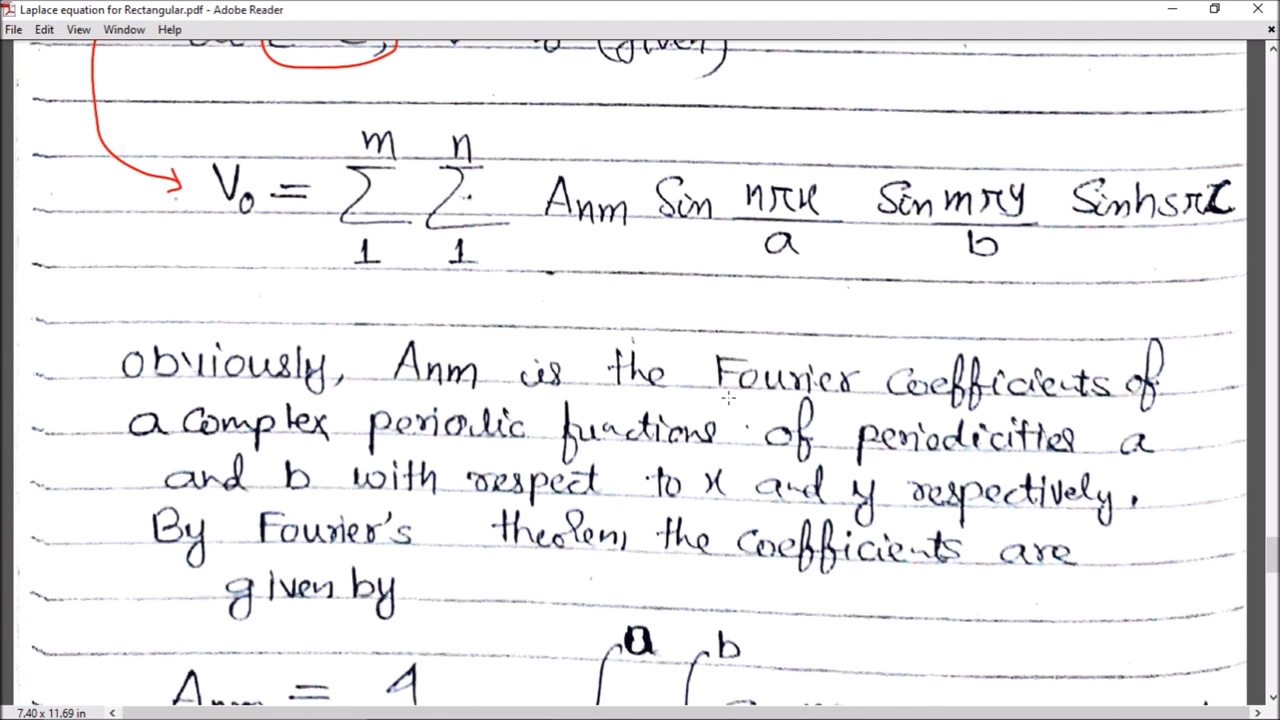 Laplace equation for Rectangular.pdf - Adobe Reader
File Edit View Window Help
(given)
V₀ = m∑1 n∑1 Anm Sin nπx/a Sin mπy/b Sinhsπc
obviously, Anm is the Fourier Coefficients of
a complex periodic functions of periodicities a
and b with respect to x and y respectively.
By Fourier's theorem, the coefficients are
given by
Anm = 4 ∫a ∫b
7.40 x 11.69 in